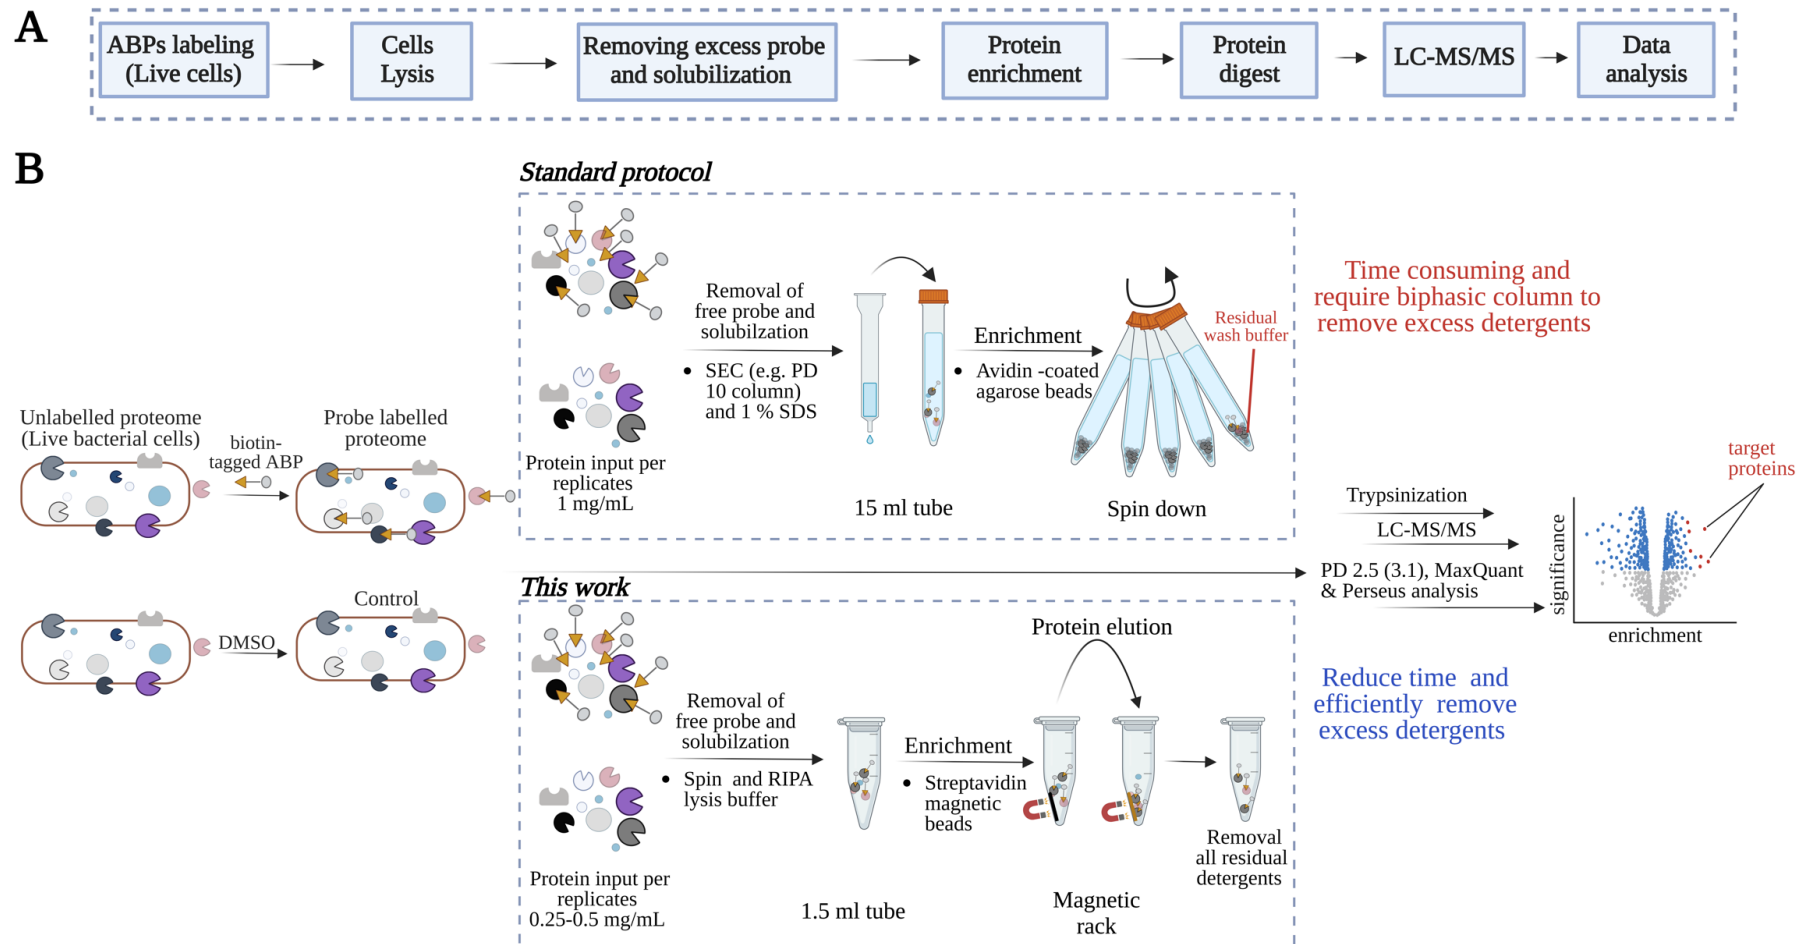 A
ABPs labeling
(Live cells)
Cells
Lysis
Removing excess probe
and solubilization
Protein
enrichment
Protein
digest
LC-MS/MS
Data
analysis
B
Standard protocol
Removal of
free probe and
solubilzation
• SEC (e.g. PD
10 column)
and 1 % SDS
Protein input per
replicates
1 mg/mL
15 ml tube
Enrichment
• Avidin -coated
agarose beads
Residual
wash buffer
Spin down
Time consuming and
require biphasic column to
remove excess detergents
Unlabelled proteome
(Live bacterial cells)
biotin-
tagged ABP
Probe labelled
proteome
DMSO
Control
This work
Removal of
free probe and
solubilzation
• Spin and RIPA
lysis buffer
Protein input per
replicates
0.25-0.5 mg/mL
1.5 ml tube
Enrichment
• Streptavidin
magnetic
beads
Protein elution
Magnetic
rack
Removal
all residual
detergents
Reduce time and
efficiently remove
excess detergents
Trypsinization
LC-MS/MS
PD 2.5 (3.1), MaxQuant
& Perseus analysis
target
proteins
significance
enrichment